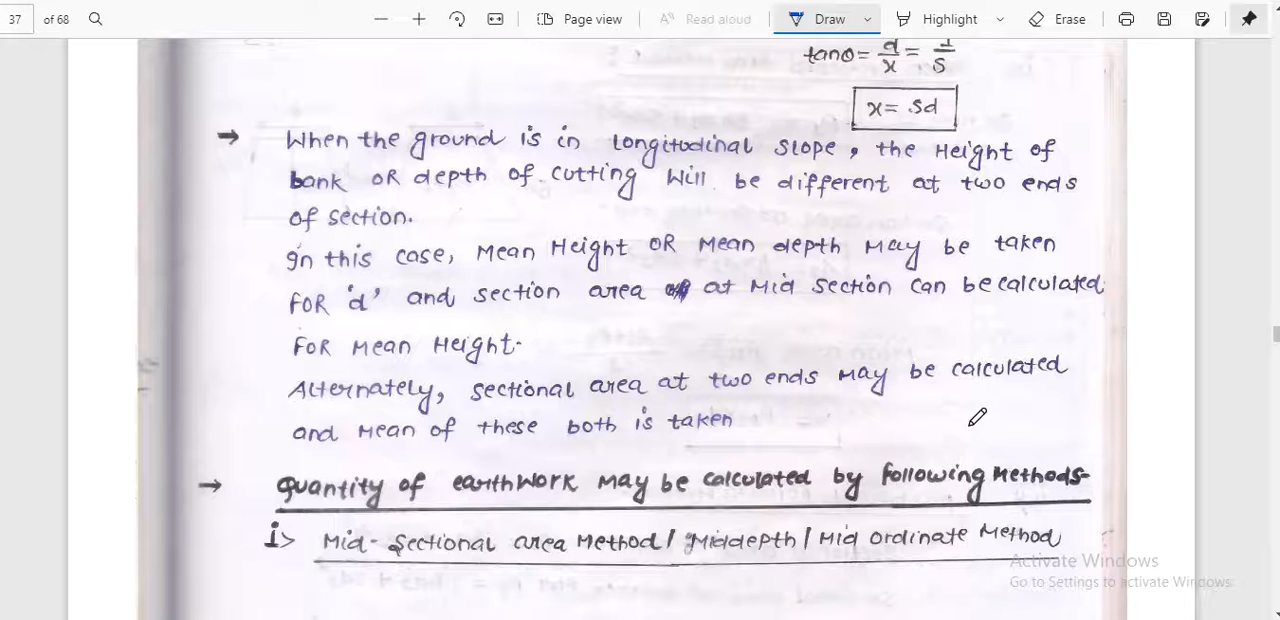 37 of 68 Page view Read aloud Draw Highlight Erase
tanθ = d/x = 1/S
x = Sd
→ When the ground is in longitudinal slope, the Height of
bank OR depth of cutting will be different at two ends
of section.
In this case, Mean Height OR Mean depth may be taken
FOR 'd' and section area at Mid section can be calculated
FOR Mean Height.
Alternately, sectional area at two ends may be calculated
and Mean of these both is taken
→ Quantity of earthwork may be calculated by following Methods-
i> Mid-Sectional area Method / Middepth / Mid ordinate Method
Activate Windows
Go to Settings to activate Windows.